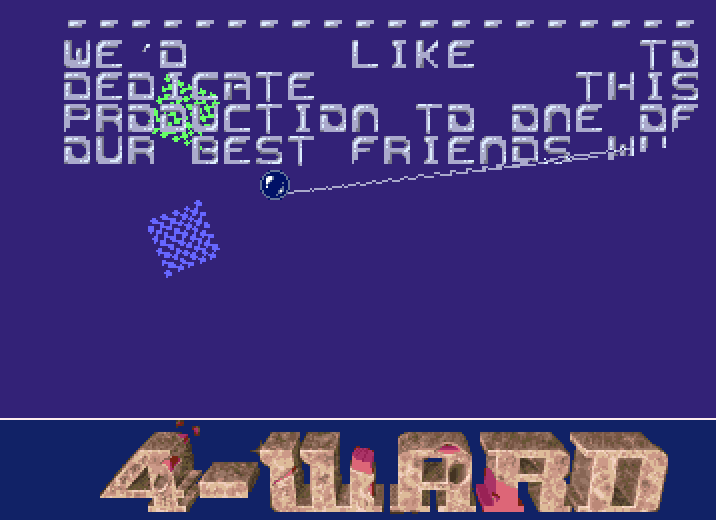 - - - - - - - - - - - - - - - - - - - -
WE'D LIKE TO
DEDICATE THIS
PRODUCTION TO ONE OF
OUR BEST FRIENDS
4-WARD